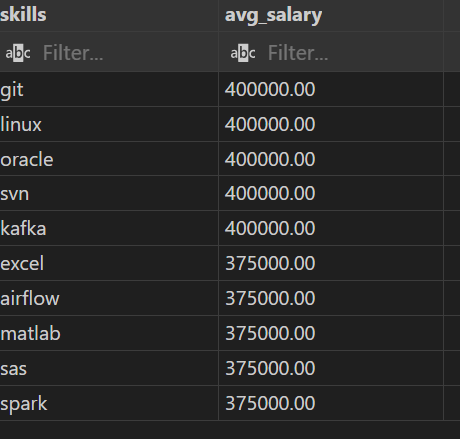 skills avg_salary
abc Filter... abc Filter...
git 400000.00
linux 400000.00
oracle 400000.00
svn 400000.00
kafka 400000.00
excel 375000.00
airflow 375000.00
matlab 375000.00
sas 375000.00
spark 375000.00